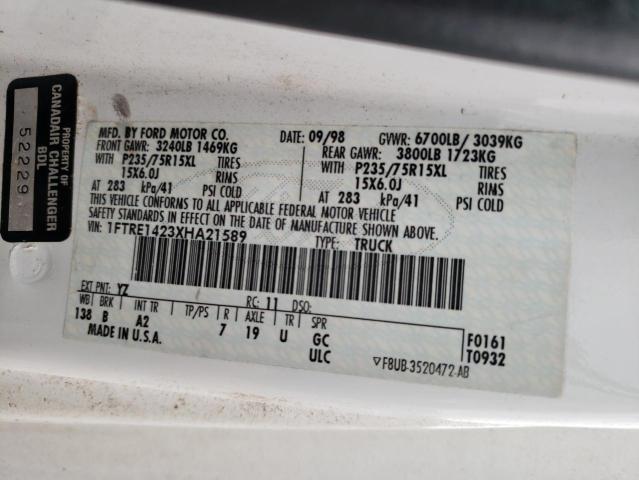 PROPERTY OF
CANADAIR CHALLENGER
BDL
52229
MFD. BY FORD MOTOR CO.
DATE: 09/98 GVWR: 6700LB/ 3039KG
FRONT GAWR: 3240LB 1469KG
REAR GAWR: 3800LB 1723KG
WITH P235/75R15XL TIRES
WITH P235/75R15XL TIRES
15X6.0J RIMS
15X6.0J RIMS
AT 283 kPa/41 PSI COLD
AT 283 kPa/41 PSI COLD
THIS VEHICLE CONFORMS TO ALL APPLICABLE FEDERAL MOTOR VEHICLE
SAFETY STANDARDS IN EFFECT ON THE DATE OF MANUFACTURE SHOWN ABOVE.
VIN: 1FTRE1423XHA21589
TYPE: TRUCK
EXT PNT: YZ RC: 11 DSO:
WB BRK INT TR TP/PS R AXLE TR SPR
138 B A2 7 19 U GC F0161
MADE IN U.S.A. ULC T0932
F8UB-3520472-AB